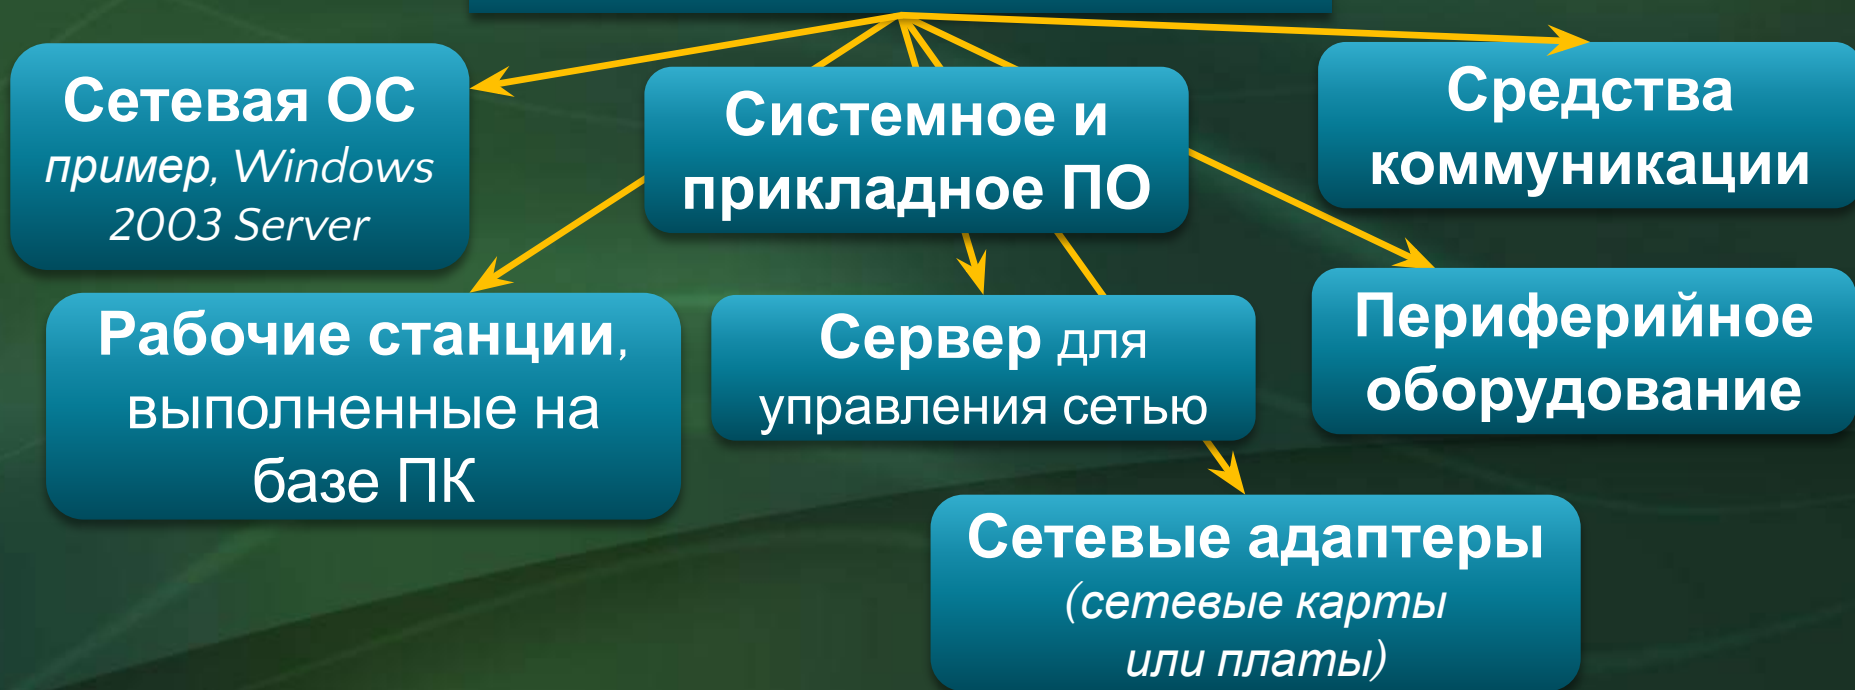 Сетевая ОС
пример, Windows
2003 Server
Системное и
прикладное ПО
Средства
коммуникации
Рабочие станции,
выполненные на
базе ПК
Сервер для
управления сетью
Периферийное
оборудование
Сетевые адаптеры
(сетевые карты
или платы)